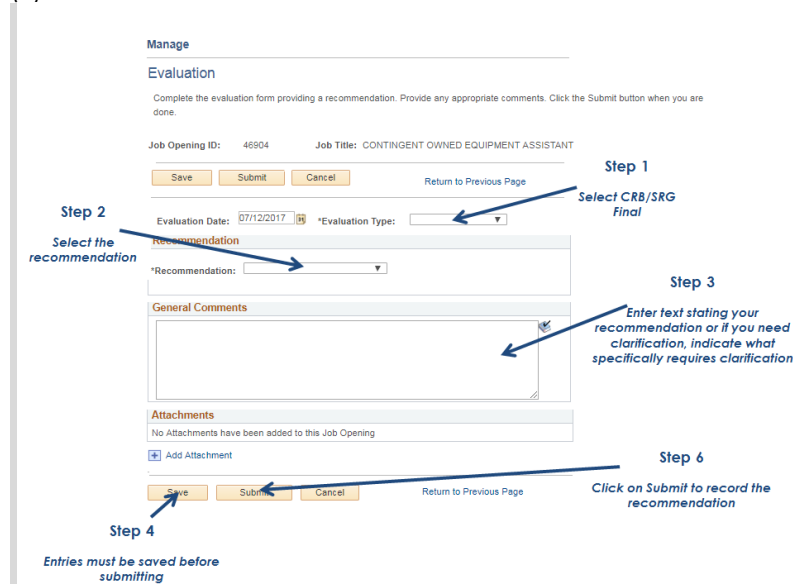 Manage
Evaluation
Complete the evaluation form providing a recommendation. Provide any appropriate comments. Click the Submit button when you are
done.
Job Opening ID: 46904 Job Title: CONTINGENT OWNED EQUIPMENT ASSISTANT
Save Submit Cancel Return to Previous Page
Step 1
Select CRB/SRG
Final
Step 2
Select the
recommendation
Evaluation Date: 07/12/2017 *Evaluation Type:
Recommendation
*Recommendation:
Step 3
Enter text stating your
recommendation or if you need
clarification, indicate what
specifically requires clarification
General Comments
Attachments
No Attachments have been added to this Job Opening
Add Attachment
Step 6
Click on Submit to record the
recommendation
Save Submit Cancel Return to Previous Page
Step 4
Entries must be saved before
submitting